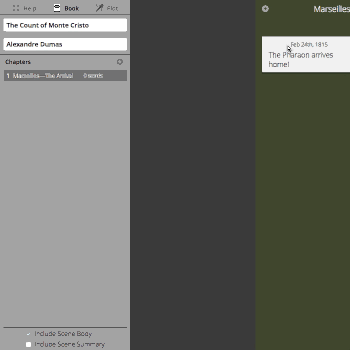 Help Book Plot
The Count of Monte Cristo
Alexandre Dumas
Chapters
1 Marseilles—The Arrival 0 words
Include Scene Body
Include Scene Summary
Marseilles
Feb 24th, 1815
The Pharaon arrives
home!